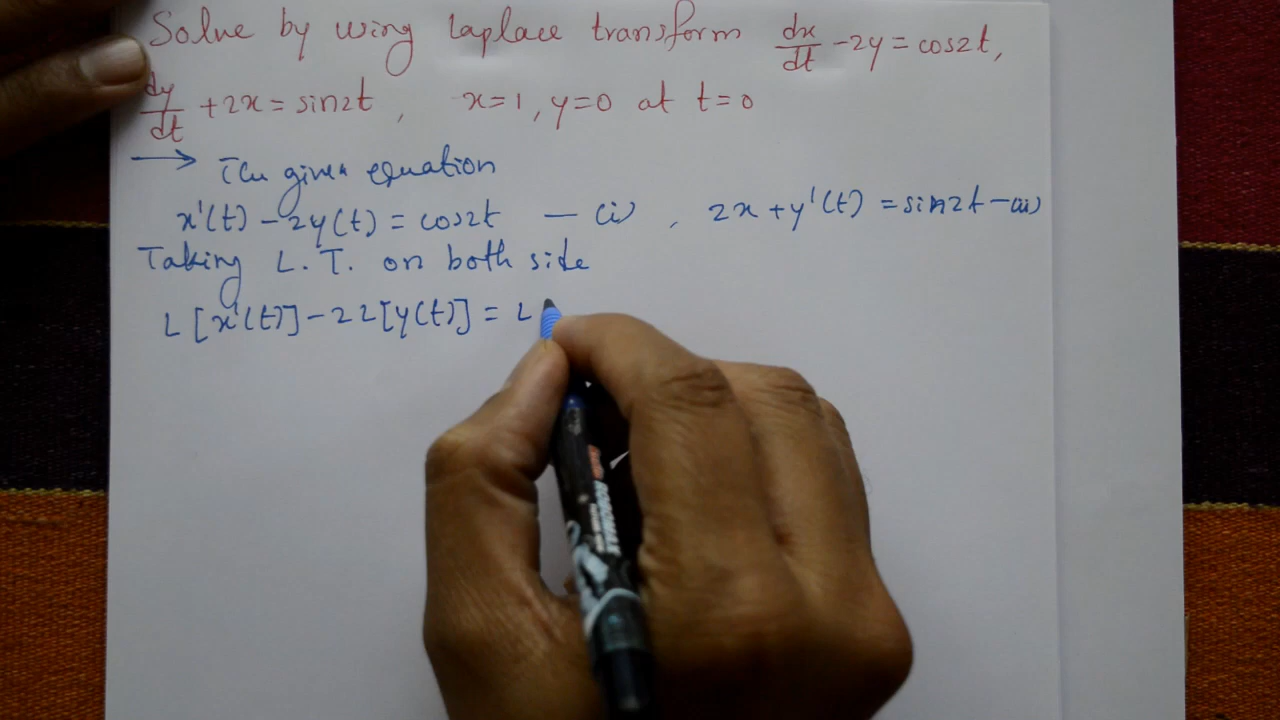 Solve by using Laplace transform dx/dt - 2y = cos2t,
dy/dt + 2x = sin2t, x=1, y=0 at t=0
→ The given equation
x'(t) - 2y(t) = cos2t — (i) , 2x + y'(t) = sin2t — (ii)
Taking L.T. on both side
L[x'(t)] - 2L[y(t)] = L